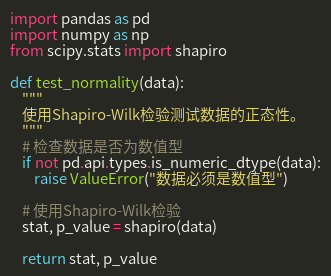 import pandas as pd
import numpy as np
from scipy.stats import shapiro

def test_normality(data):
    """
    使用Shapiro-Wilk检验测试数据的正态性。
    """
    # 检查数据是否为数值型
    if not pd.api.types.is_numeric_dtype(data):
        raise ValueError("数据必须是数值型")

    # 使用Shapiro-Wilk检验
    stat, p_value = shapiro(data)

    return stat, p_value